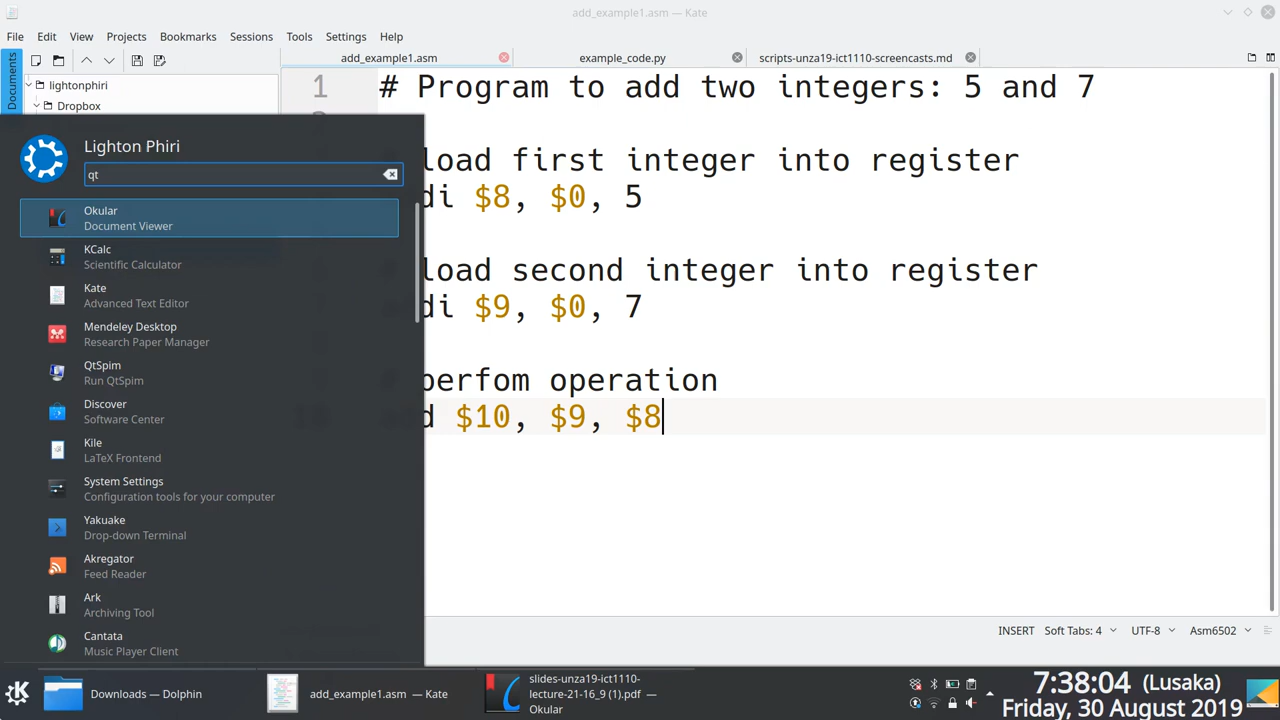 add_example1.asm — Kate
File Edit View Projects Bookmarks Sessions Tools Settings Help
Documents
add_example1.asm
example_code.py
scripts-unza19-ict1110-screencasts.md
lightonphiri
Dropbox
1 # Program to add two integers: 5 and 7
load first integer into register
di $8, $0, 5
load second integer into register
addi $9, $0, 7
# perfom operation
10 add $10, $9, $8
Lighton Phiri
qt
Okular
Document Viewer
KCalc
Scientific Calculator
Kate
Advanced Text Editor
Mendeley Desktop
Research Paper Manager
QtSpim
Run QtSpim
Discover
Software Center
Kile
LaTeX Frontend
System Settings
Configuration tools for your computer
Yakuake
Drop-down Terminal
Akregator
Feed Reader
Ark
Archiving Tool
Cantata
Music Player Client
INSERT Soft Tabs: 4 UTF-8 Asm6502
Downloads — Dolphin
add_example1.asm — Kate
slides-unza19-ict1110-
lecture-21-16_9 (1).pdf —
Okular
7:38:04 (Lusaka)
Friday, 30 August 2019